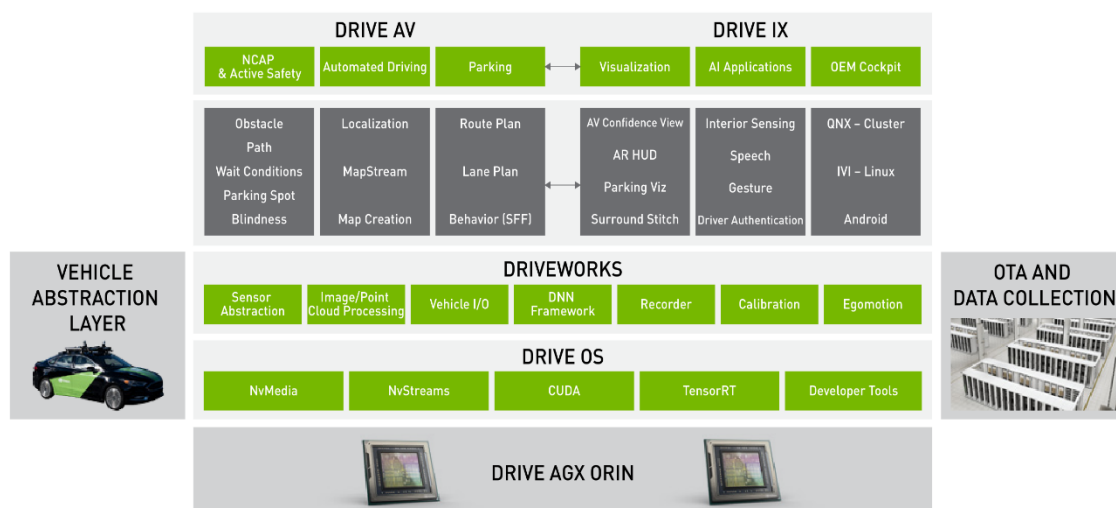 DRIVE AV
DRIVE IX
NCAP
& Active Safety
Automated Driving
Parking
Visualization
AI Applications
OEM Cockpit
Obstacle
Path
Wait Conditions
Parking Spot
Blindness
Localization
MapStream
Map Creation
Route Plan
Lane Plan
Behavior (SFF)
AV Confidence View
AR HUD
Parking Viz
Surround Stitch
Interior Sensing
Speech
Gesture
Driver Authentication
QNX – Cluster
IVI – Linux
Android
VEHICLE
ABSTRACTION
LAYER
DRIVEWORKS
Sensor
Abstraction
Image/Point
Cloud Processing
Vehicle I/O
DNN
Framework
Recorder
Calibration
Egomotion
OTA AND
DATA COLLECTION
DRIVE OS
NvMedia
NvStreams
CUDA
TensorRT
Developer Tools
DRIVE AGX ORIN